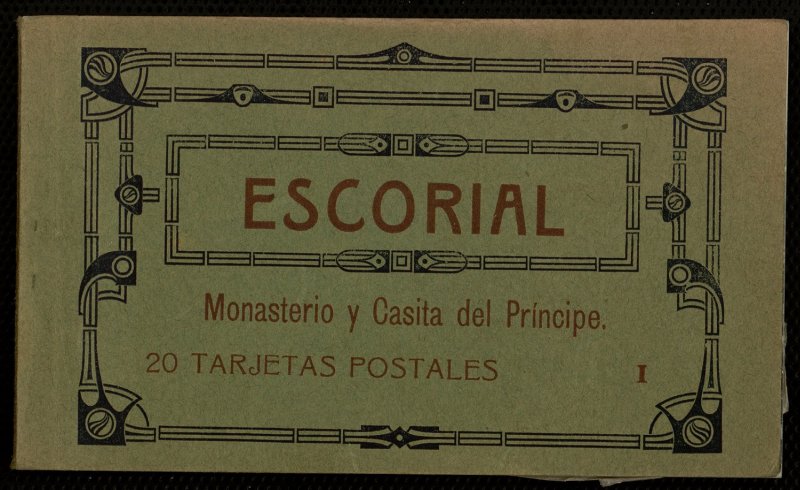 ESCORIAL
Monasterio y Casita del Príncipe.
20 TARJETAS POSTALES I